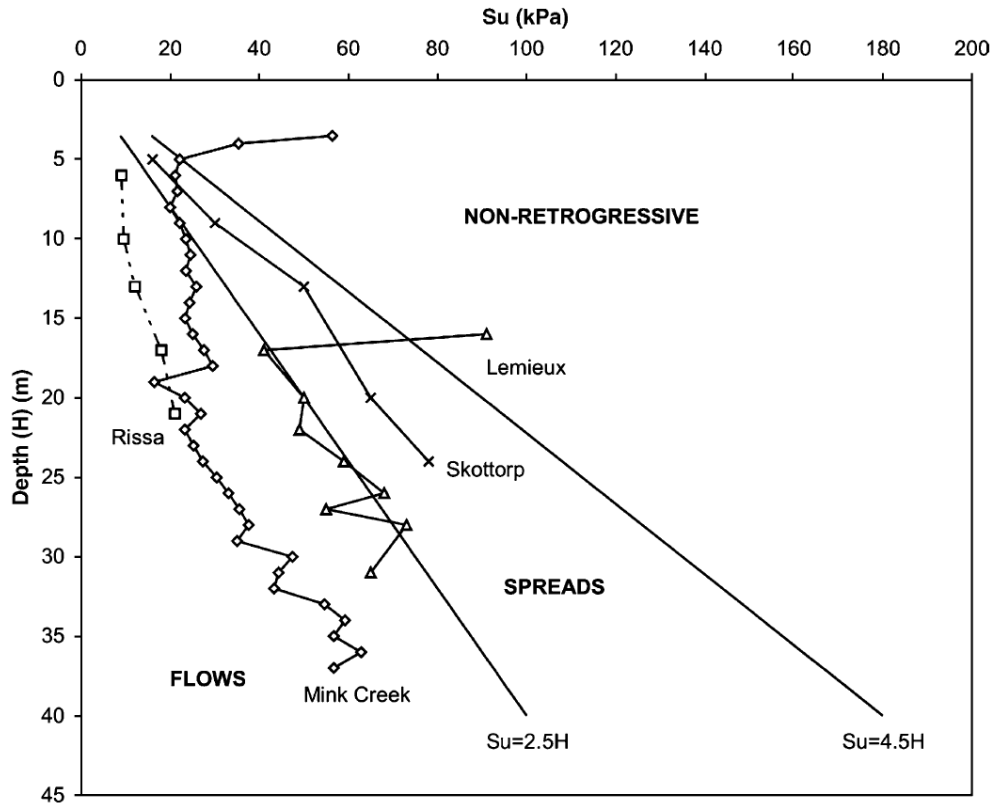 Su (kPa)
0 20 40 60 80 100 120 140 160 180 200
0
5
10
15
20
25
30
35
40
45
Depth (H) (m)
NON-RETROGRESSIVE
Lemieux
Rissa
Skottorp
SPREADS
FLOWS
Mink Creek
Su=2.5H
Su=4.5H